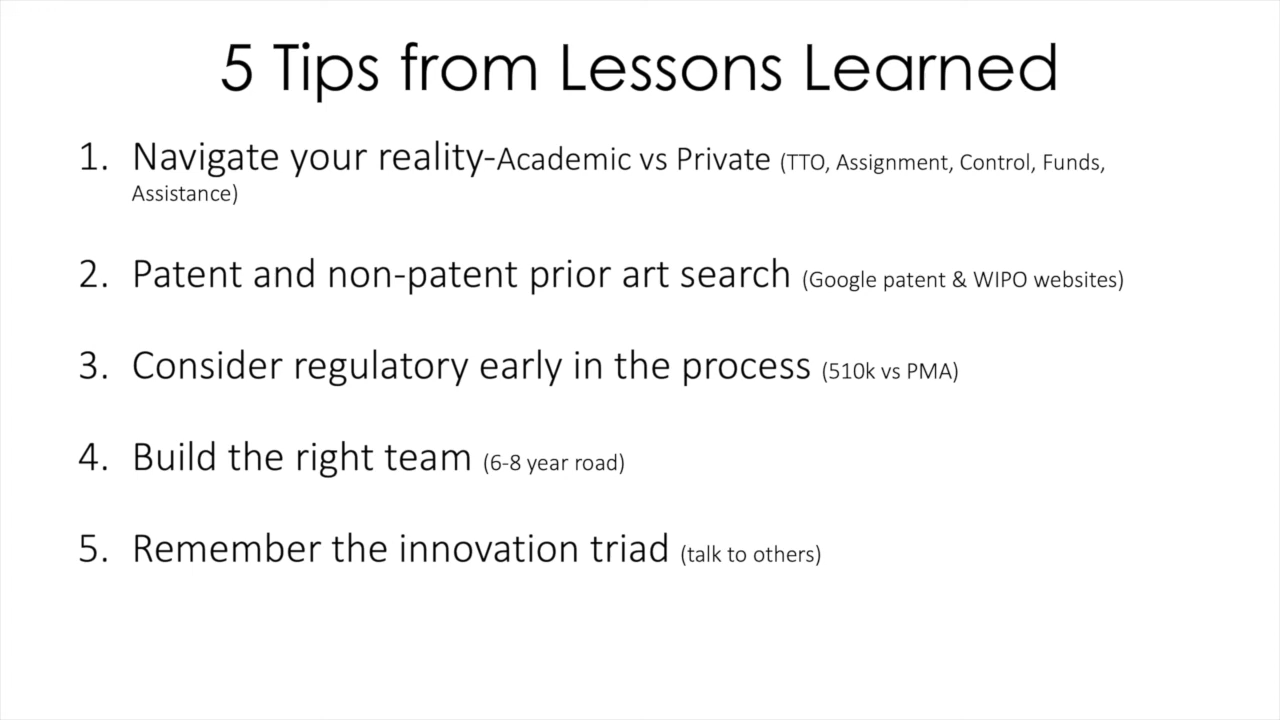 5 Tips from Lessons Learned
1. Navigate your reality-Academic vs Private (TTO, Assignment, Control, Funds,
Assistance)
2. Patent and non-patent prior art search (Google patent & WIPO websites)
3. Consider regulatory early in the process (510k vs PMA)
4. Build the right team (6-8 year road)
5. Remember the innovation triad (talk to others)